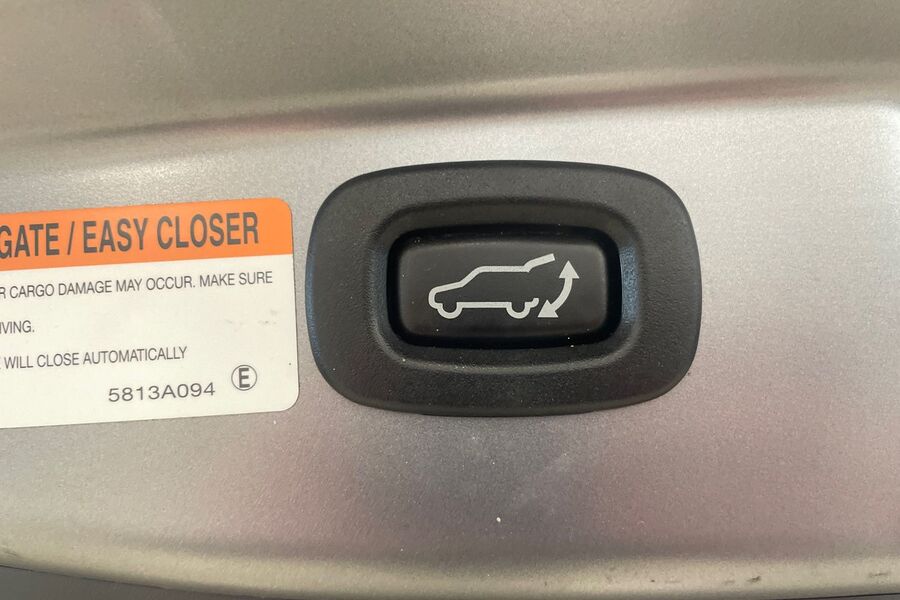 GATE / EASY CLOSER
R CARGO DAMAGE MAY OCCUR. MAKE SURE
IVING.
WILL CLOSE AUTOMATICALLY
5813A094 E